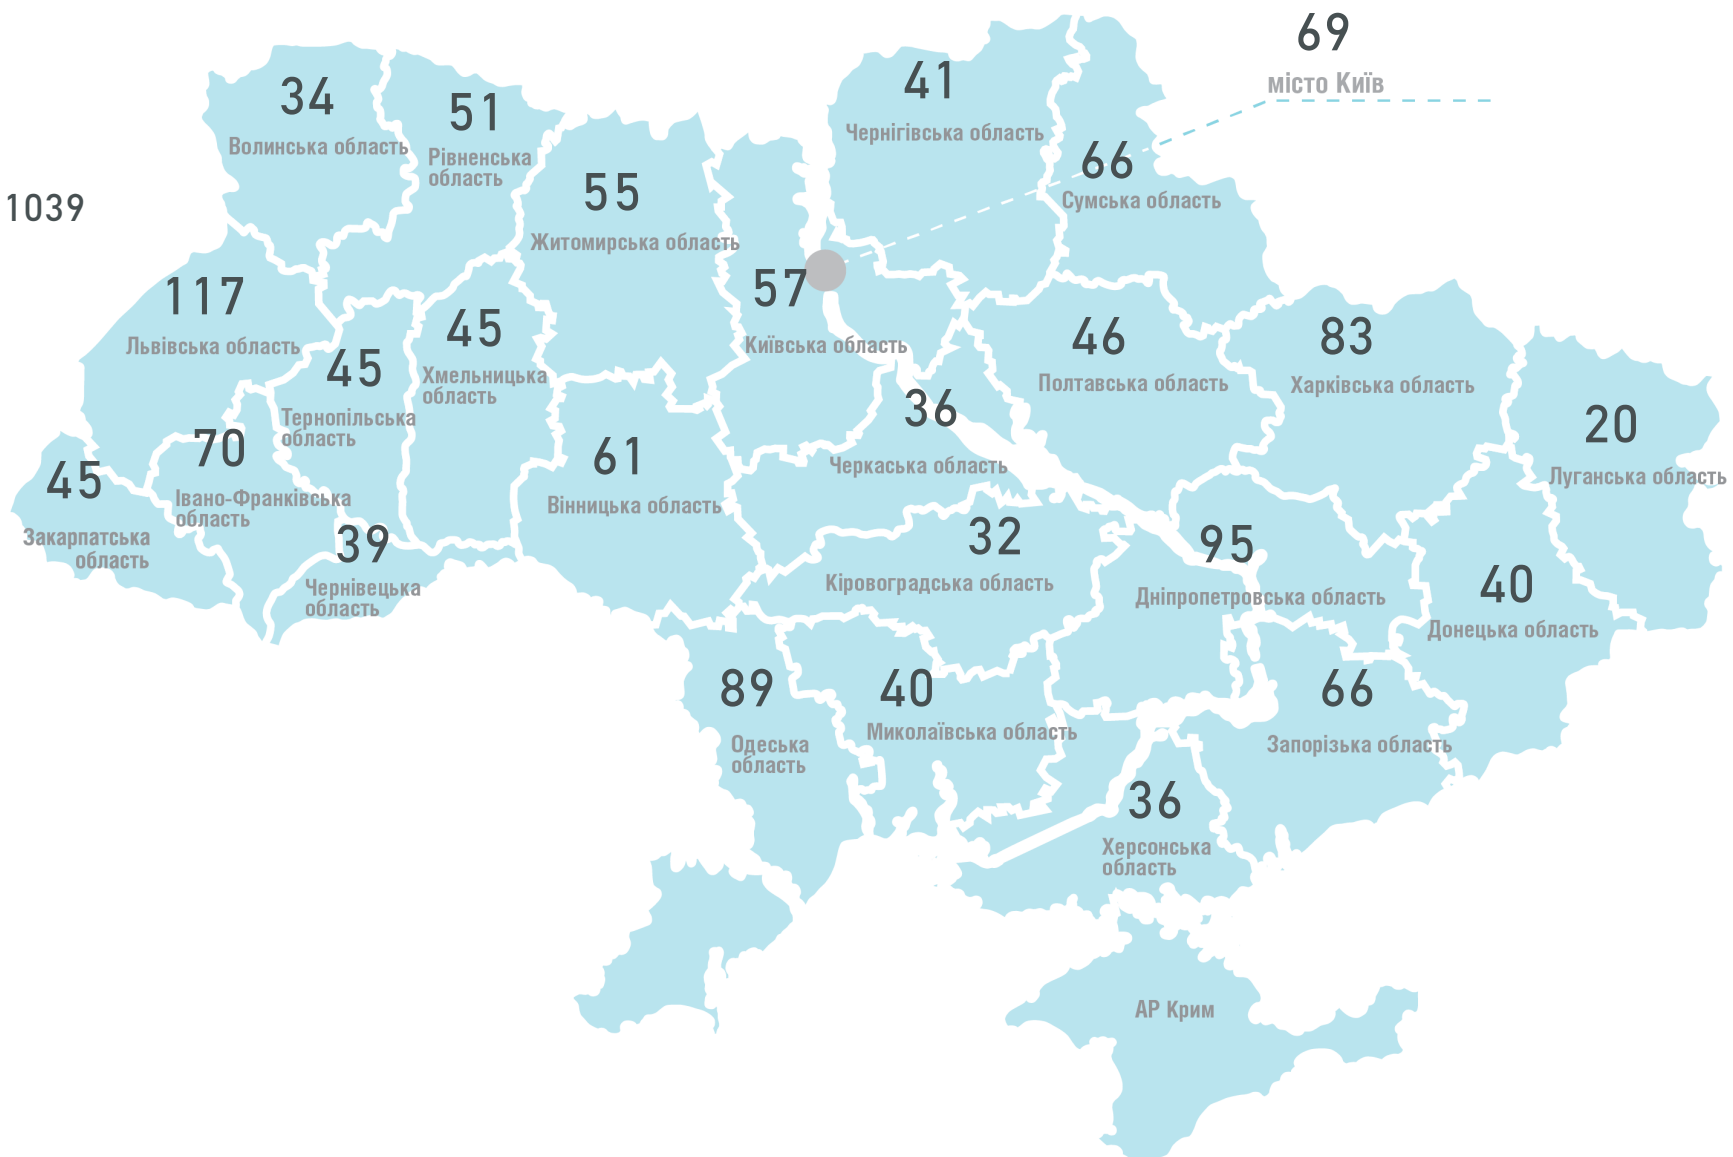 69
місто Київ
41
Чернігівська область
34
Волинська область
51
Рівненська
область
66
Сумська область
55
Житомирська область
1039
117
Львівська область
57
Київська область
45
Хмельницька
область
46
Полтавська область
83
Харківська область
45
Тернопільська
область
36
Черкаська область
20
Луганська область
70
Івано-Франківська
область
61
Вінницька область
45
Закарпатська
область
39
Чернівецька
область
32
Кіровоградська область
95
Дніпропетровська область
40
Донецька область
89
Одеська
область
40
Миколаївська область
66
Запорізька область
36
Херсонська
область
АР Крим